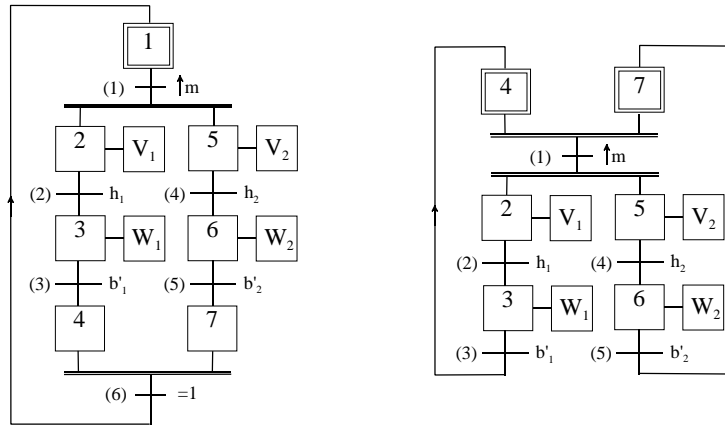 1
(1) m
2 V₁ 5 V₂
(2) h₁ (4) h₂
3 W₁ 6 W₂
(3) b'₁ (5) b'₂
4 7
(6) =1
4 7
(1) m
2 V₁ 5 V₂
(2) h₁ (4) h₂
3 W₁ 6 W₂
(3) b'₁ (5) b'₂